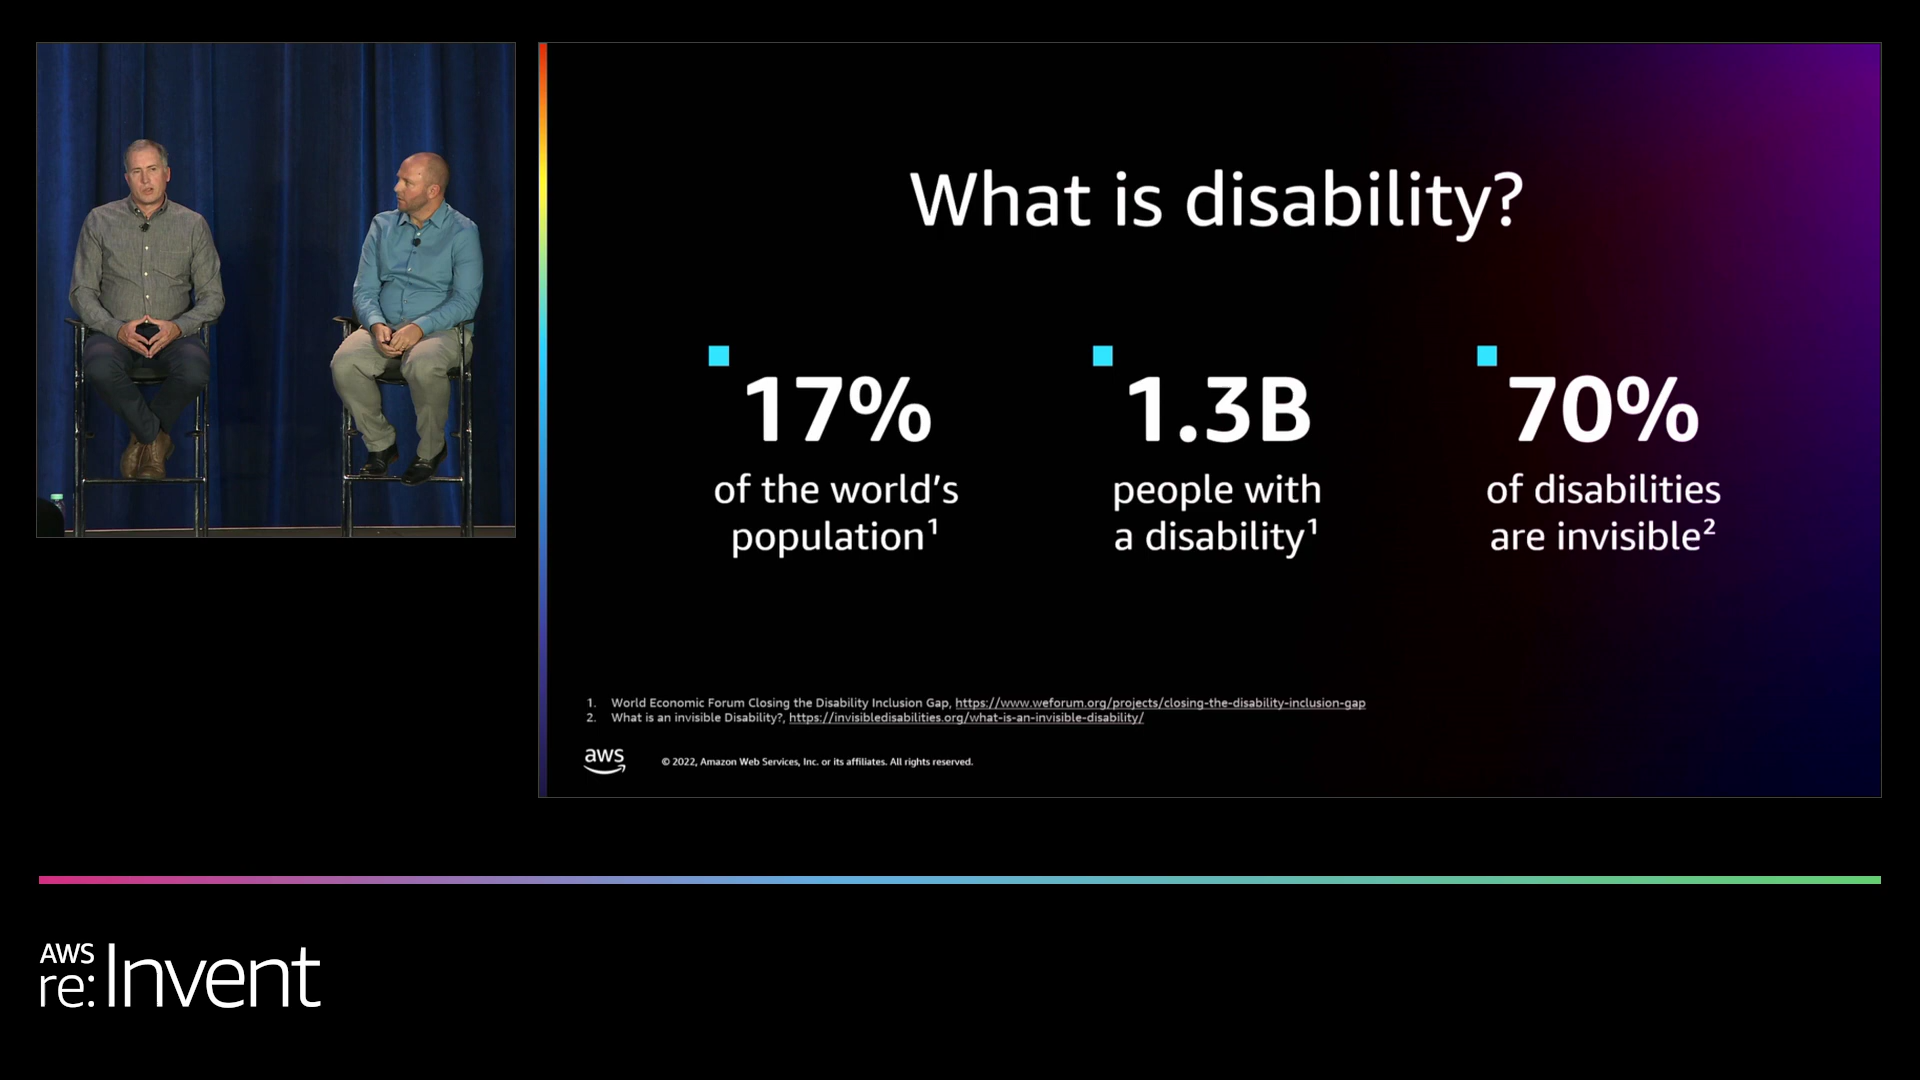 What is disability?
17%
of the world's
population¹
1.3B
people with
a disability¹
70%
of disabilities
are invisible²
1. World Economic Forum Closing the Disability Inclusion Gap, https://www.weforum.org/projects/closing-the-disability-inclusion-gap
2. What is an invisible Disability?, https://invisibledisabilities.org/what-is-an-invisible-disability/
aws
© 2022, Amazon Web Services, Inc. or its affiliates. All rights reserved.
AWS
re:Invent